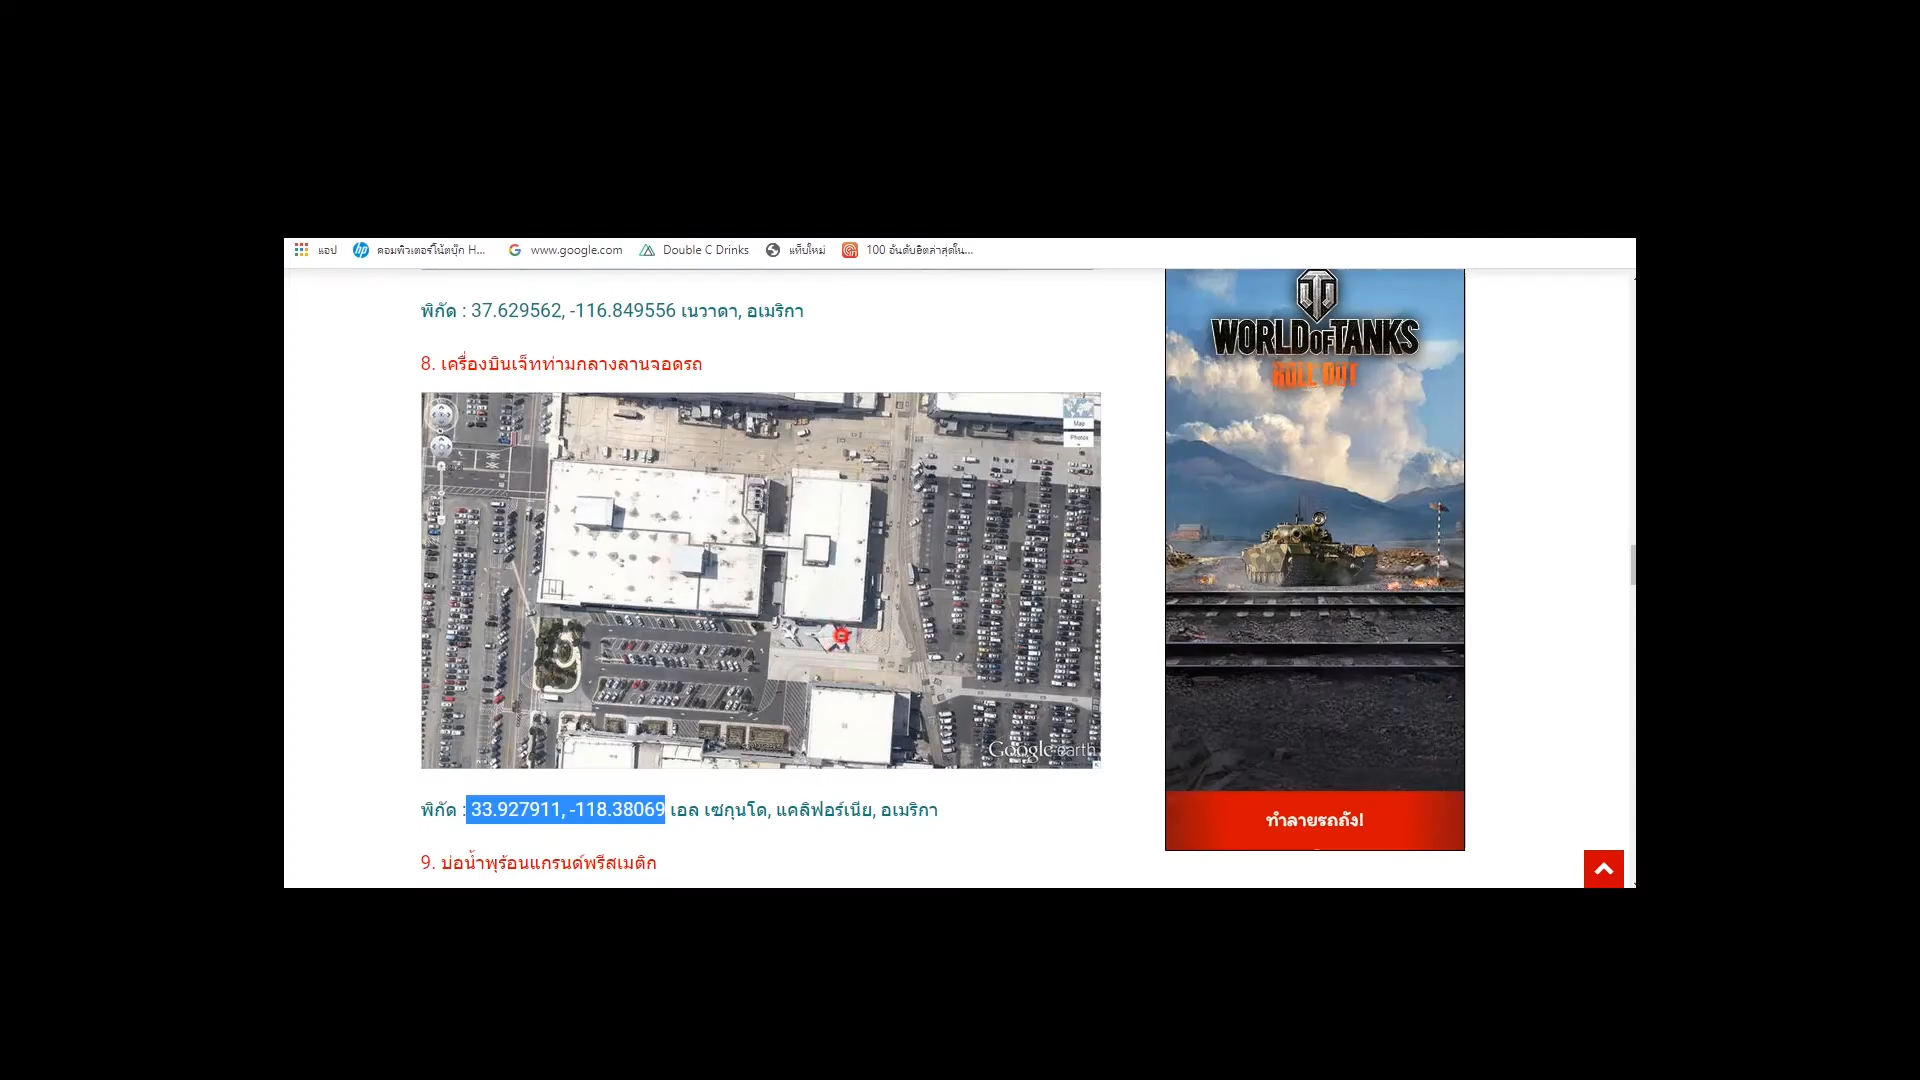 แอป
คอมพิวเตอร์โน้ตบุ๊ก H...
www.google.com
Double C Drinks
แท็บใหม่
100 อันดับฮิตล่าสุดใน...
พิกัด : 37.629562, -116.849556 เนวาดา, อเมริกา
8. เครื่องบินเจ็ทท่ามกลางลานจอดรถ
Map
Photos
Google earth
พิกัด : 33.927911, -118.38069 เอล เซกุนโด, แคลิฟอร์เนีย, อเมริกา
9. บ่อน้ำพุร้อนแกรนด์พรีสเมติก
WORLD OF TANKS
ROLL OUT
ทำลายรถถัง!